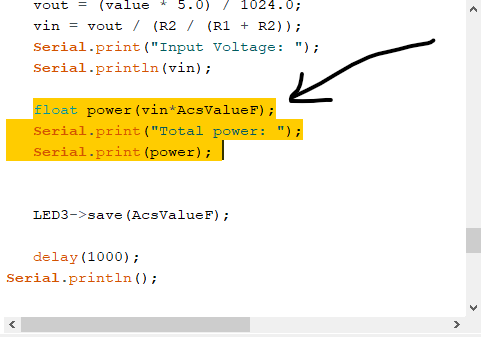 vout = (value * 5.0) / 1024.0;
vin = vout / (R2 / (R1 + R2));
Serial.print("Input Voltage: ");
Serial.println(vin);
float power(vin*AcsValueF);
Serial.print("Total power: ");
Serial.print(power);
LED3->save(AcsValueF);
delay(1000);
Serial.println();